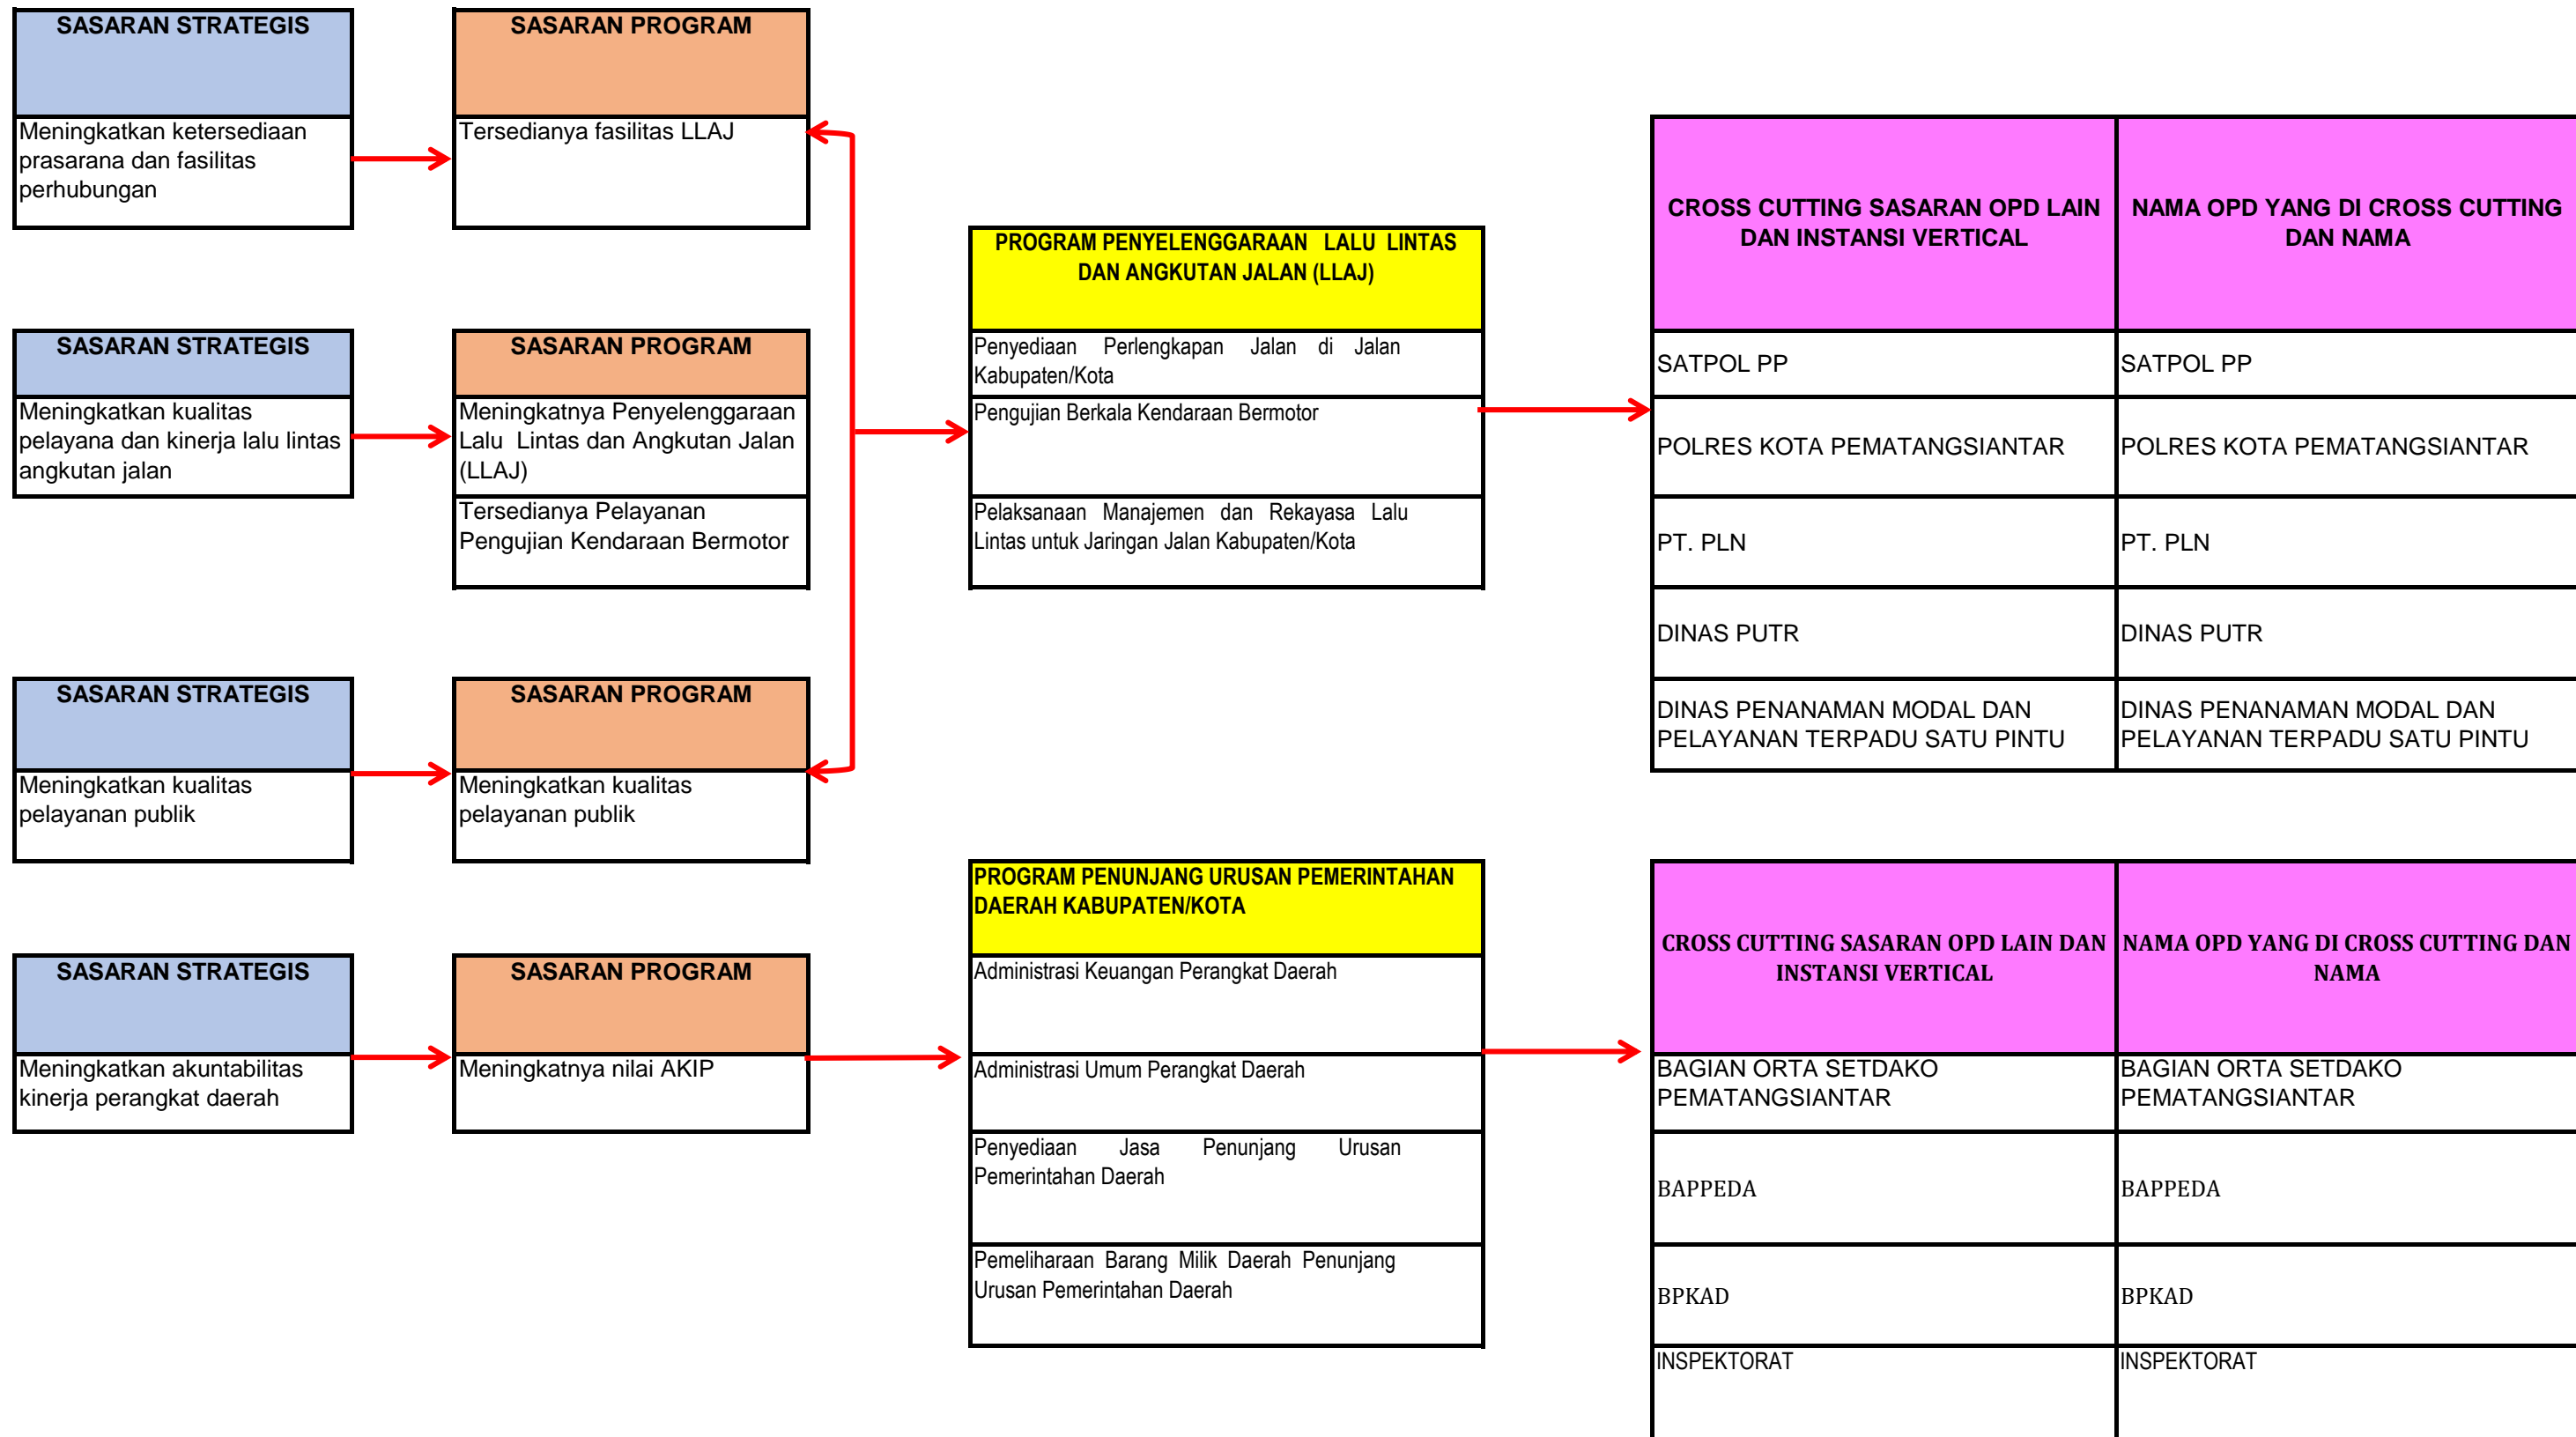 SASARAN STRATEGIS
Meningkatkan ketersediaan
prasarana dan fasilitas
perhubungan
SASARAN PROGRAM
Tersedianya fasilitas LLAJ
SASARAN STRATEGIS
Meningkatkan kualitas
pelayana dan kinerja lalu lintas
angkutan jalan
SASARAN PROGRAM
Meningkatnya Penyelenggaraan
Lalu Lintas dan Angkutan Jalan
(LLAJ)
Tersedianya Pelayanan
Pengujian Kendaraan Bermotor
SASARAN STRATEGIS
Meningkatkan kualitas
pelayanan publik
SASARAN PROGRAM
Meningkatkan kualitas
pelayanan publik
SASARAN STRATEGIS
Meningkatkan akuntabilitas
kinerja perangkat daerah
SASARAN PROGRAM
Meningkatnya nilai AKIP
PROGRAM PENYELENGGARAAN LALU LINTAS
DAN ANGKUTAN JALAN (LLAJ)
Penyediaan Perlengkapan Jalan di Jalan
Kabupaten/Kota
Pengujian Berkala Kendaraan Bermotor
Pelaksanaan Manajemen dan Rekayasa Lalu
Lintas untuk Jaringan Jalan Kabupaten/Kota
PROGRAM PENUNJANG URUSAN PEMERINTAHAN
DAERAH KABUPATEN/KOTA
Administrasi Keuangan Perangkat Daerah
Administrasi Umum Perangkat Daerah
Penyediaan Jasa Penunjang Urusan
Pemerintahan Daerah
Pemeliharaan Barang Milik Daerah Penunjang
Urusan Pemerintahan Daerah
CROSS CUTTING SASARAN OPD LAIN
DAN INSTANSI VERTICAL
NAMA OPD YANG DI CROSS CUTTING
DAN NAMA
SATPOL PP
SATPOL PP
POLRES KOTA PEMATANGSIANTAR
POLRES KOTA PEMATANGSIANTAR
PT. PLN
PT. PLN
DINAS PUTR
DINAS PUTR
DINAS PENANAMAN MODAL DAN
PELAYANAN TERPADU SATU PINTU
DINAS PENANAMAN MODAL DAN
PELAYANAN TERPADU SATU PINTU
CROSS CUTTING SASARAN OPD LAIN DAN
INSTANSI VERTICAL
NAMA OPD YANG DI CROSS CUTTING DAN
NAMA
BAGIAN ORTA SETDAKO
PEMATANGSIANTAR
BAGIAN ORTA SETDAKO
PEMATANGSIANTAR
BAPPEDA
BAPPEDA
BPKAD
BPKAD
INSPEKTORAT
INSPEKTORAT